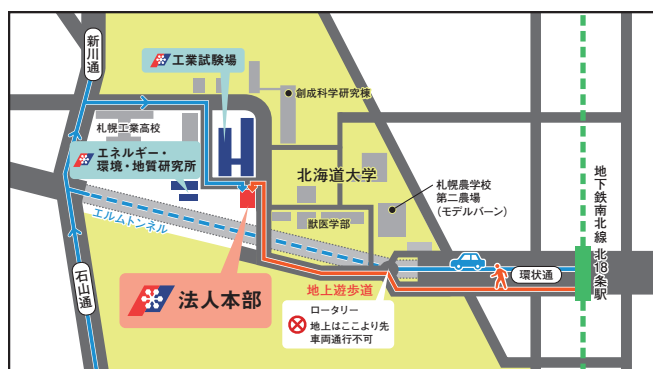 新川通
工業試験場
創成科学研究棟
札幌工業高校
エネルギー・
環境・地質研究所
北海道大学
札幌農学校
第二農場
(モデルバーン)
地下鉄南北線 北18条駅
獣医学部
エルムトンネル
石山通
法人本部
地上遊歩道
環状通
ロータリー
地上はここより先
車両通行不可